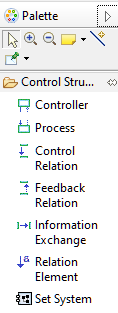 Palette
Control Stru...
Controller
Process
Control
Relation
Feedback
Relation
Information
Exchange
Relation
Element
Set System